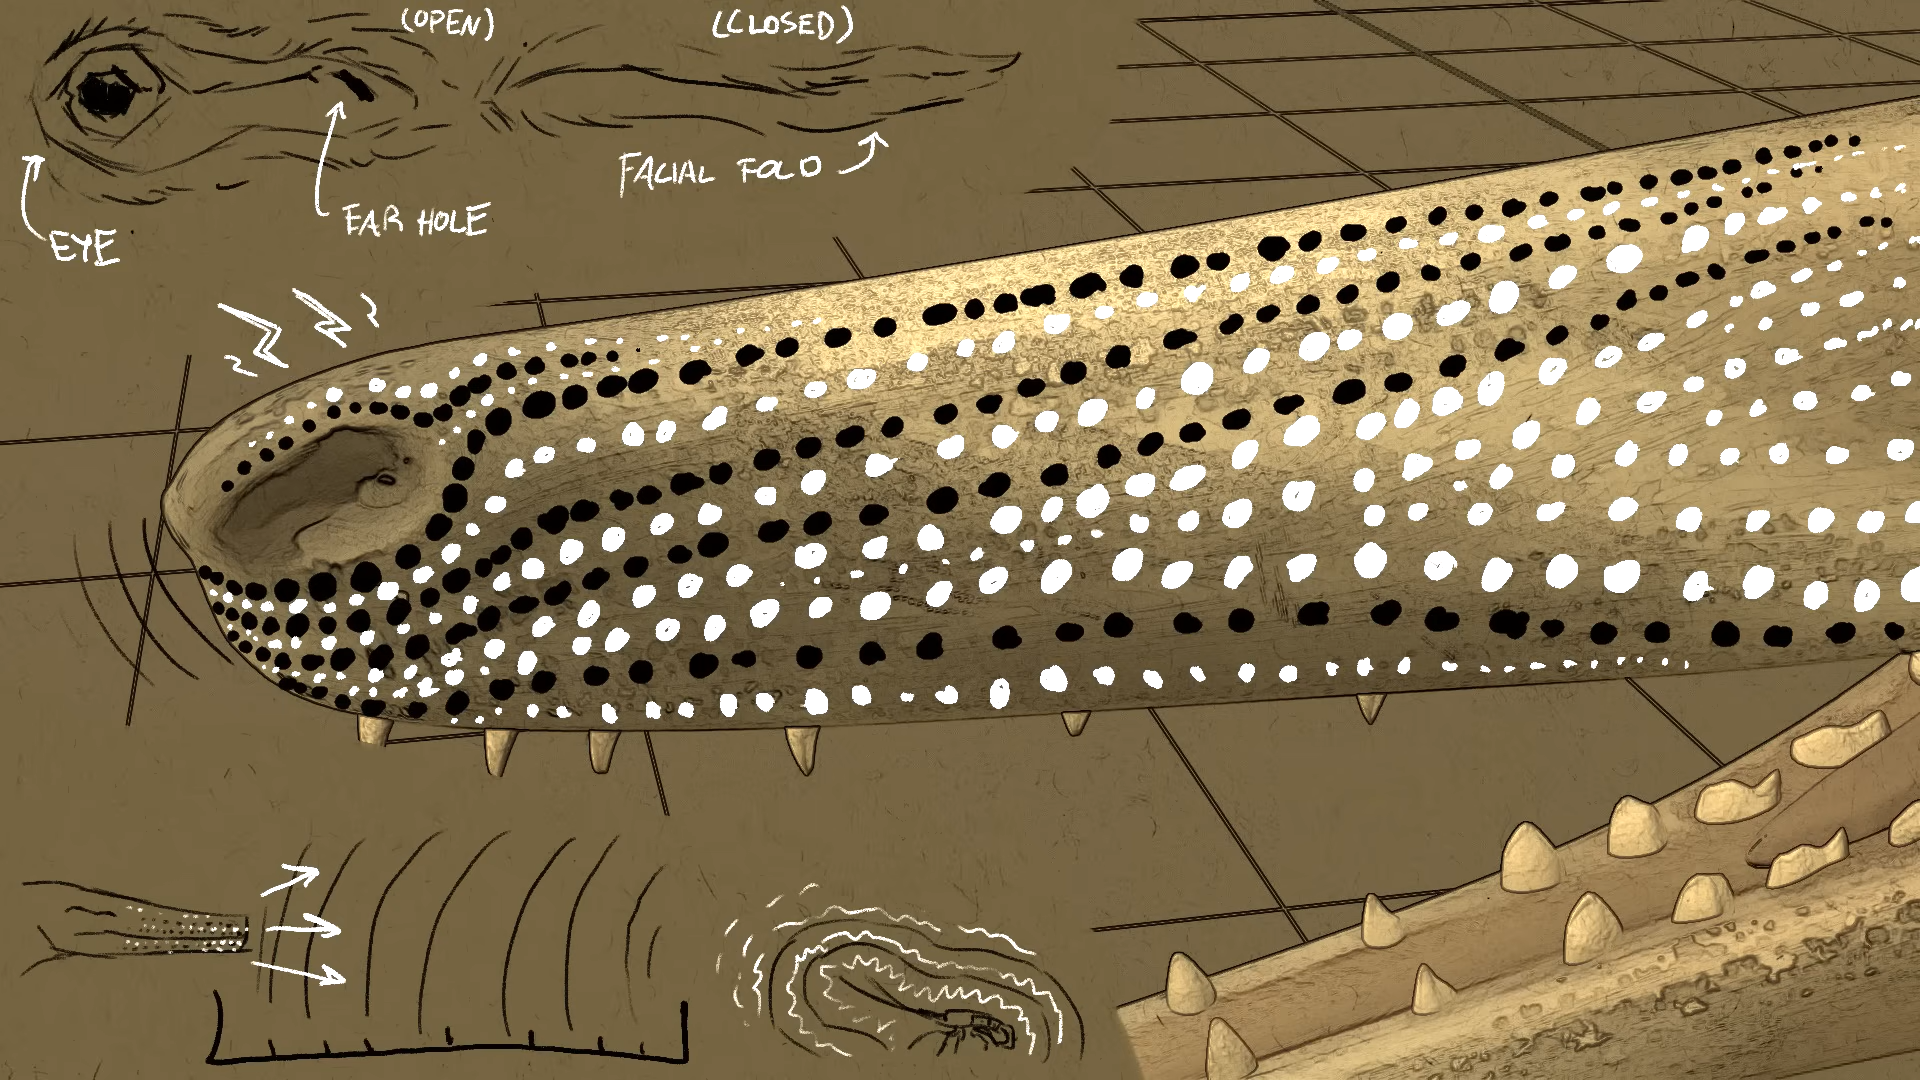 (OPEN)
(CLOSED)
FACIAL FOLD
EAR HOLE
EYE